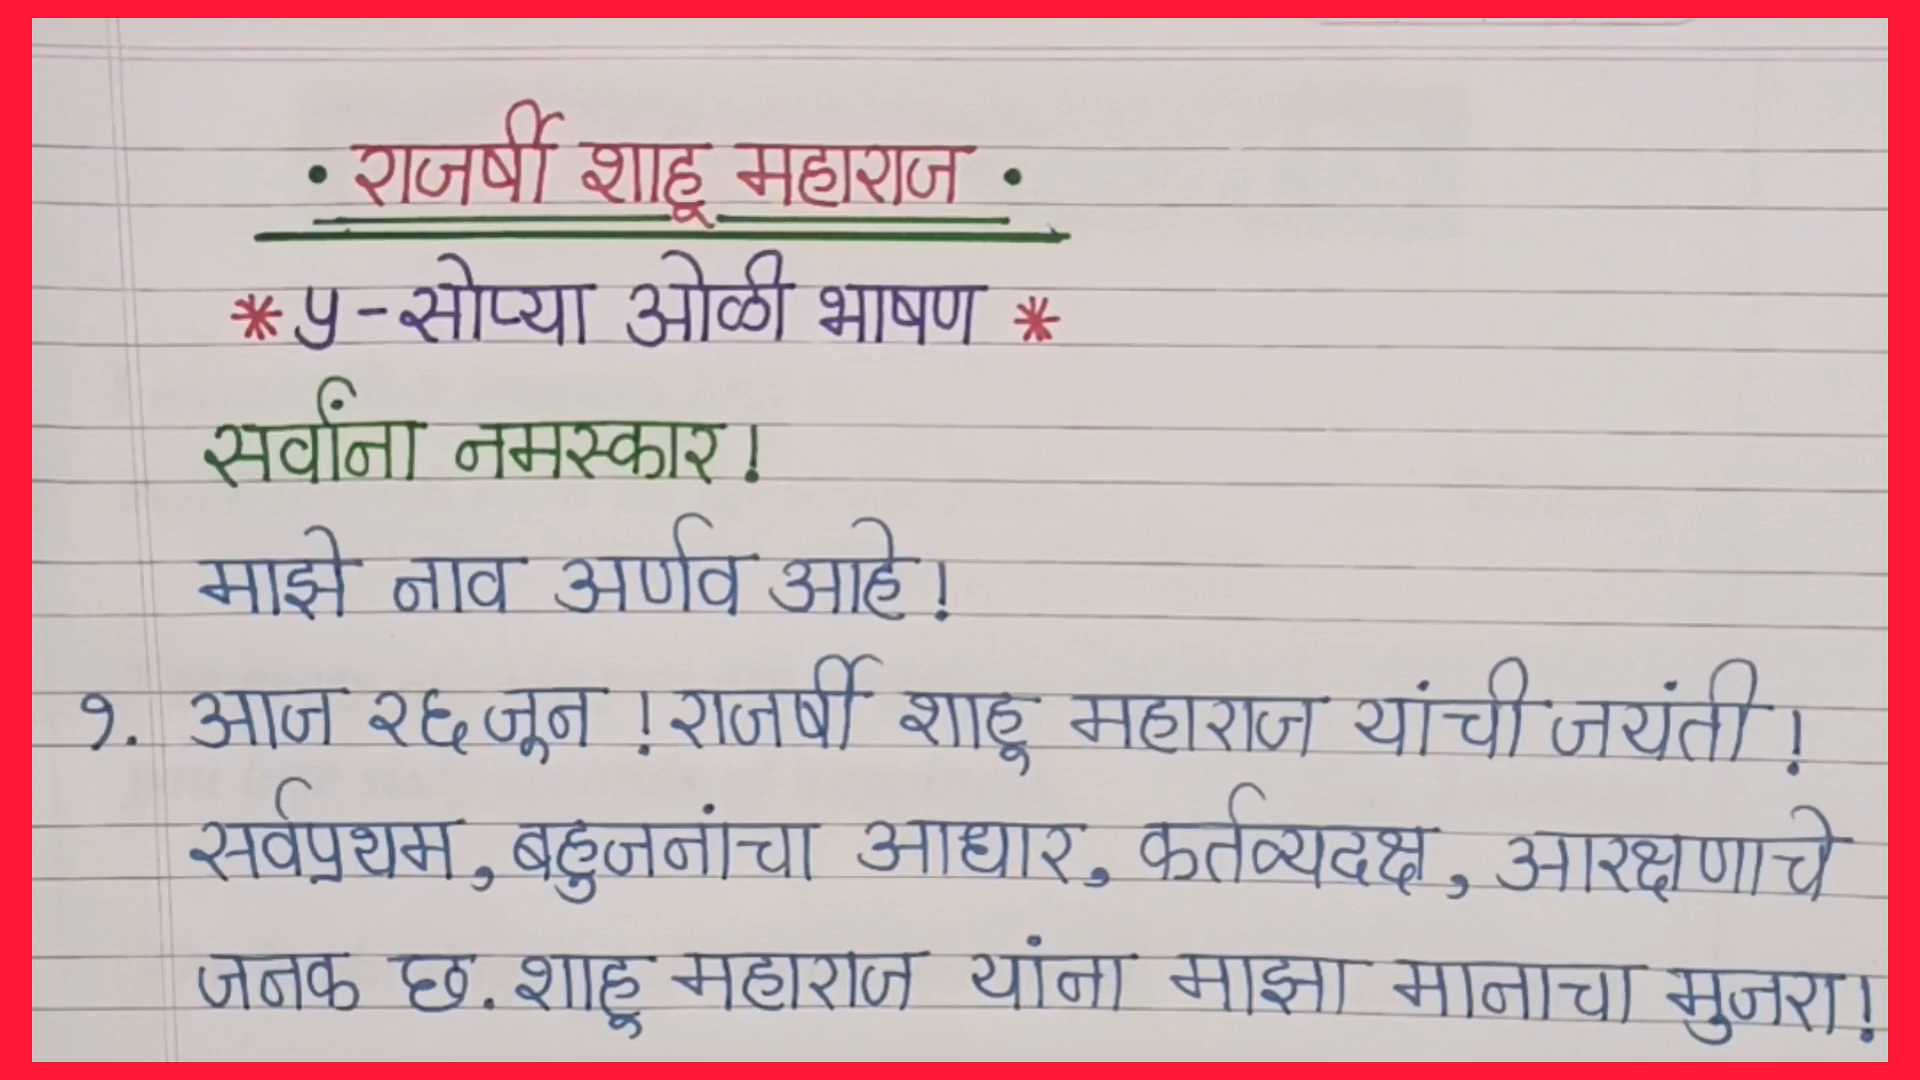 • राजर्षी शाहू महाराज •
* ५ - सोप्या ओळी भाषण *
सर्वांना नमस्कार!
माझे नाव अर्णव आहे!
१. आज २६ जून ! राजर्षी शाहू महाराज यांची जयंती !
सर्वप्रथम, बहुजनांचा आधार, कर्तव्यदक्ष, आरक्षणाचे
जनक छ. शाहू महाराज यांना माझा मानाचा मुजरा!